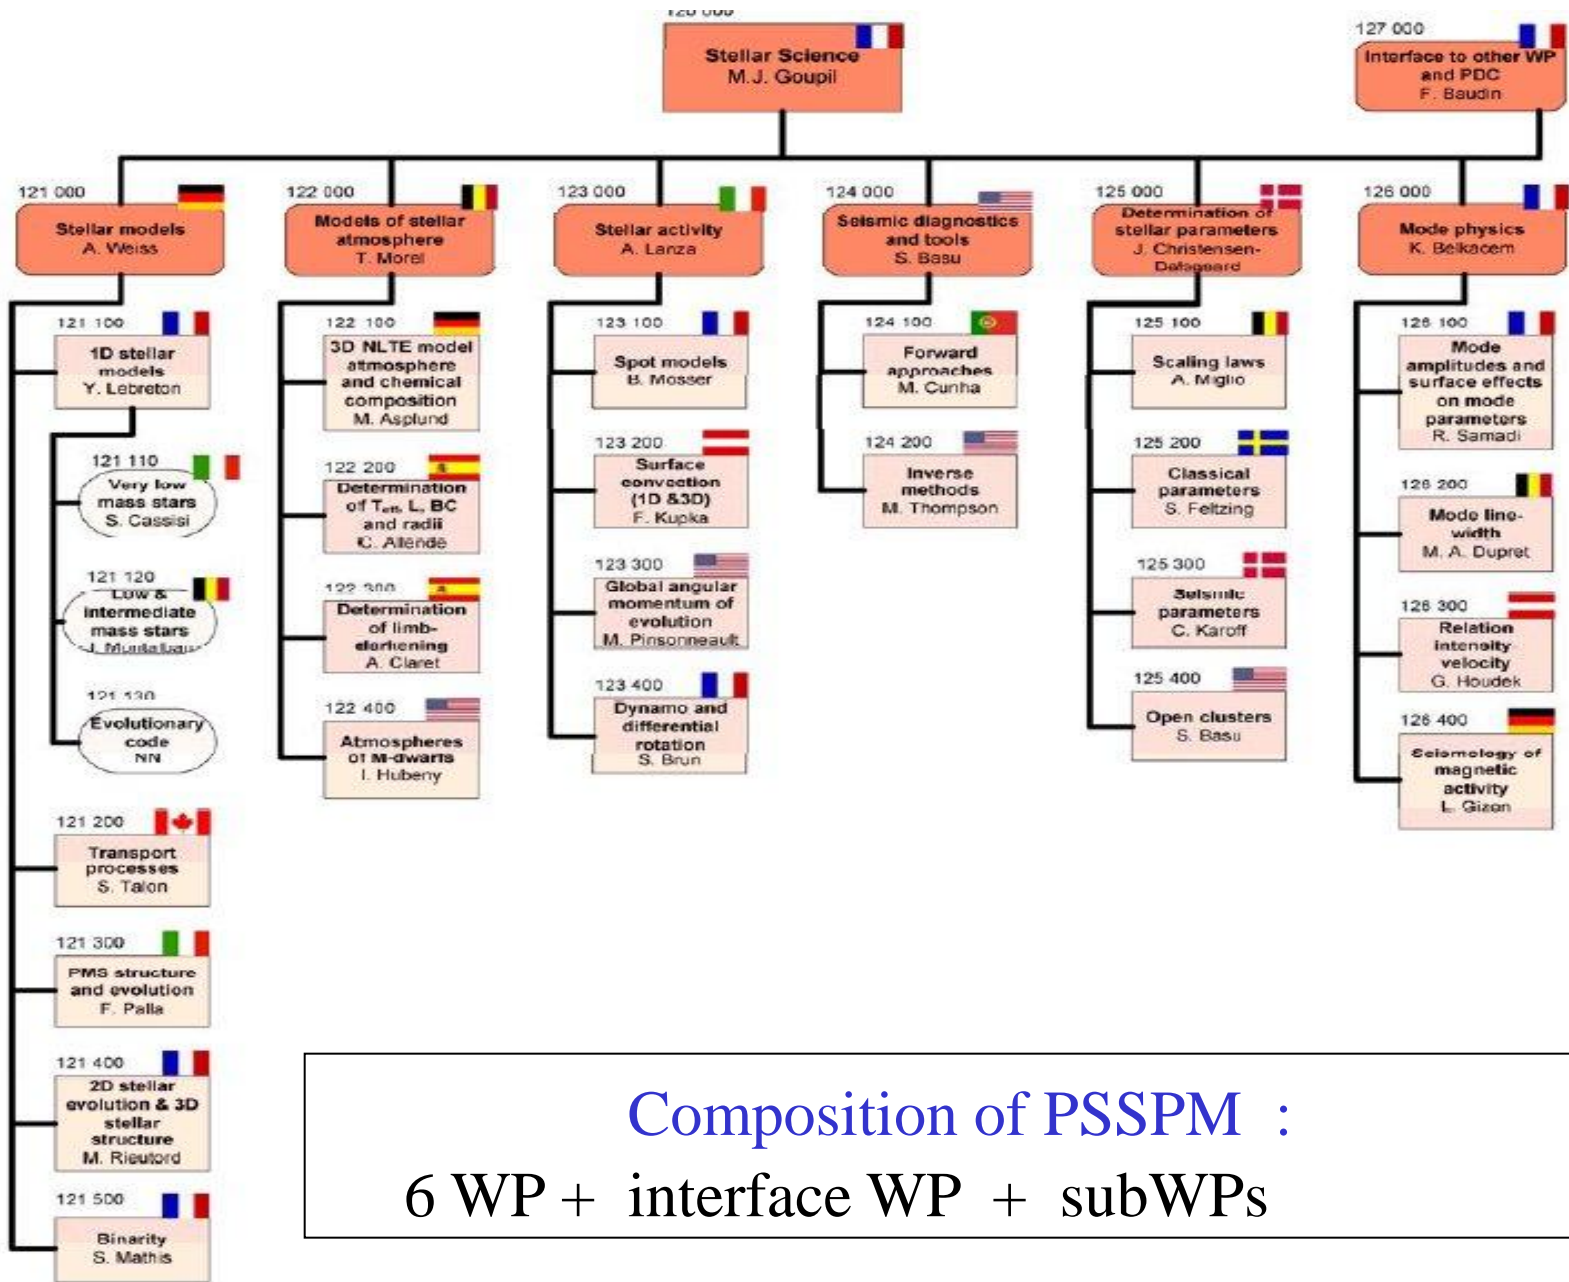 120 000
Stellar Science
M.J. Goupil
127 000
Interface to other WP
and PDC
F. Baudin
121 000
Stellar models
A. Weiss
122 000
Models of stellar
atmosphere
T. Morel
123 000
Stellar activity
A. Lanza
124 000
Seismic diagnostics
and tools
S. Basu
125 000
Determination of
stellar parameters
J. Christensen-
Dalsgaard
126 000
Mode physics
K. Belkacem
121 100
1D stellar
models
Y. Lebreton
121 110
Very low
mass stars
S. Cassisi
121 120
Low &
intermediate
mass stars
J. Montalban
121 130
Evolutionary
code
NN
121 200
Transport
processes
S. Talon
121 300
PMS structure
and evolution
F. Palla
121 400
2D stellar
evolution & 3D
stellar
structure
M. Rieutord
121 500
Binarity
S. Mathis
122 100
3D NLTE model
atmosphere
and chemical
composition
M. Asplund
122 200
Determination
of Teff, L, BC
and radii
C. Allende
122 300
Determination
of limb-
darkening
A. Claret
122 400
Atmospheres
of M-dwarfs
I. Hubeny
123 100
Spot models
B. Mosser
123 200
Surface
convection
(1D &3D)
F. Kupka
123 300
Global angular
momentum of
evolution
M. Pinsonneault
123 400
Dynamo and
differential
rotation
S. Brun
124 100
Forward
approaches
M. Cunha
124 200
Inverse
methods
M. Thompson
125 100
Scaling laws
A. Miglio
125 200
Classical
parameters
S. Feltzing
125 300
Seismic
parameters
C. Karoff
125 400
Open clusters
S. Basu
126 100
Mode
amplitudes and
surface effects
on mode
parameters
R. Samadi
126 200
Mode line-
width
M. A. Dupret
126 300
Relation
intensity
velocity
G. Houdek
126 400
Seismology of
magnetic
activity
L. Gizon
Composition of PSSPM :
6 WP + interface WP + subWPs